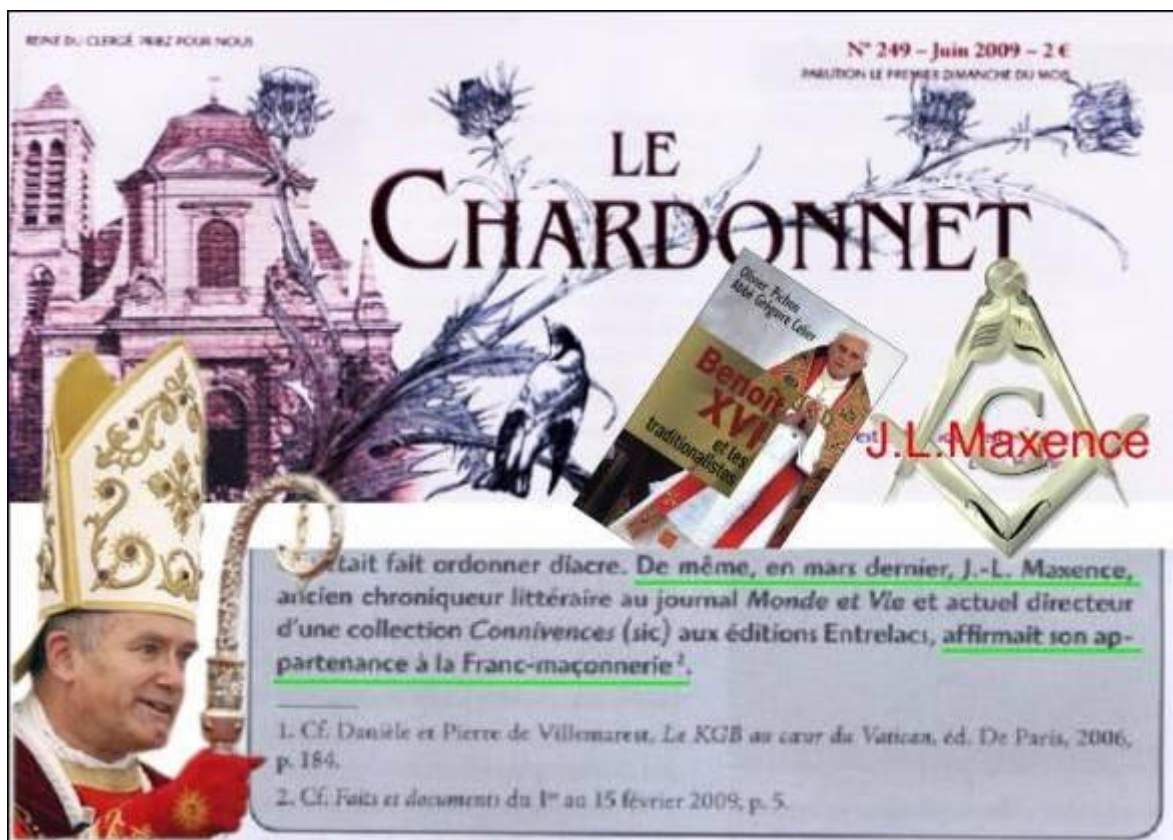 REINE DU CLERGÉ, PRIEZ POUR NOUS
N° 249 – Juin 2009 – 2 €
PARUTION LE PREMIER DIMANCHE DU MOIS
LE
CHARDONNET
Olivier Pichon
Abbé Grégoire Celier
Benoît
XVI
et les
traditionalistes
est
G
J.L.Maxence
était fait ordonner diacre. De même, en mars dernier, J.-L. Maxence,
ancien chroniqueur littéraire au journal Monde et Vie et actuel directeur
d'une collection Connivences (sic) aux éditions Entrelacs, affirmait son ap-
partenance à la Franc-maçonnerie ².
1. Cf. Danièle et Pierre de Villemarest, Le KGB au cœur du Vatican, éd. De Paris, 2006,
p. 184.
2. Cf. Faits et documents du 1er au 15 février 2009, p. 5.